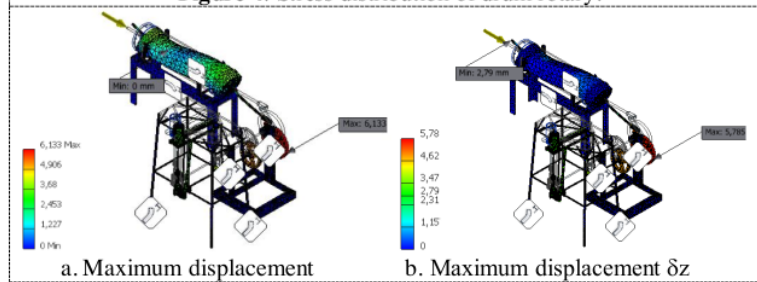 Min: 0 mm
Max: 6,133
6,133 Max
4,906
3,68
2,453
1,227
0 Min
a. Maximum displacement
Min: 2,79 mm
Max: 5,785
5,78
4,62
3,47
2,79
2,31
1,15
0
b. Maximum displacement δz